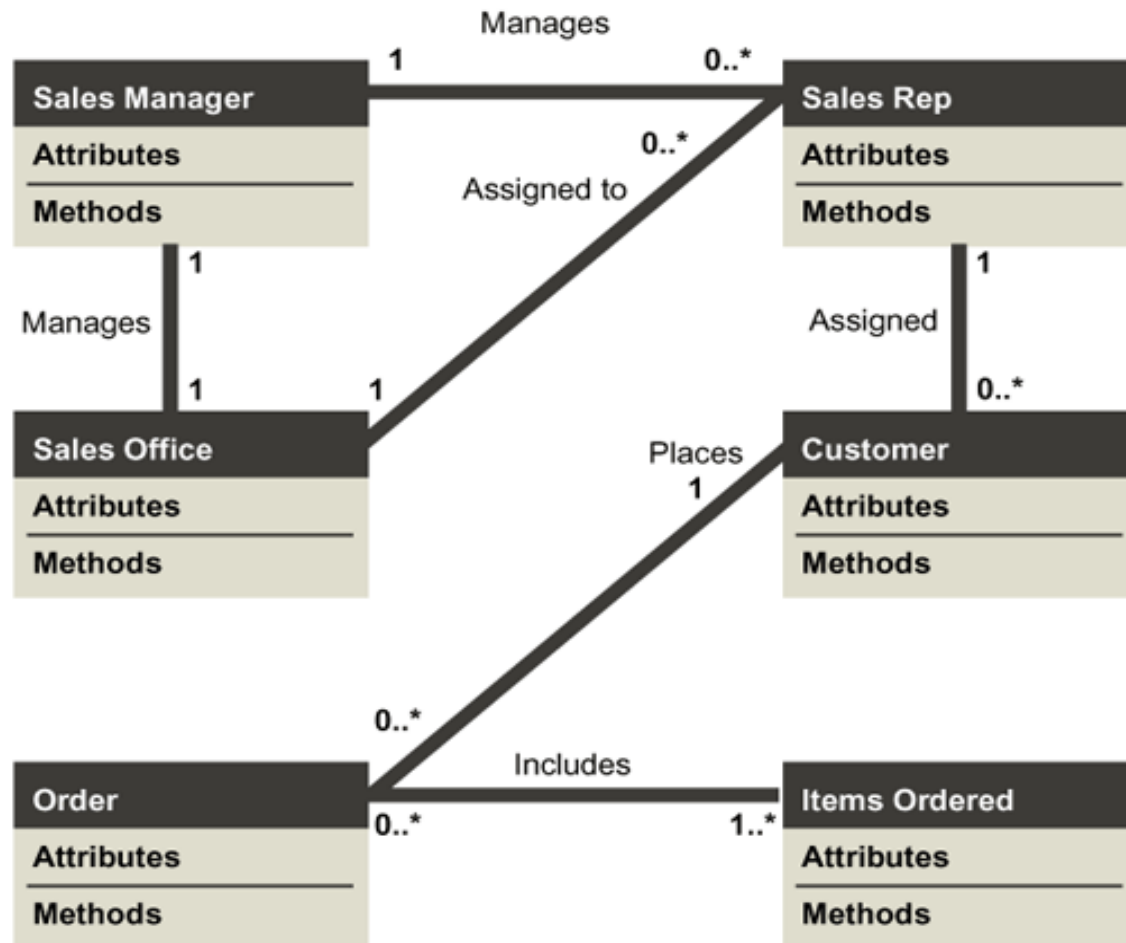 Manages
1 0..*
Sales Manager
Attributes
Methods
Sales Rep
Attributes
Methods
0..*
Assigned to
1
Manages
1
1
Assigned
0..*
1
Sales Office
Attributes
Methods
Places
1
Customer
Attributes
Methods
0..*
Includes
0..* 1..*
Order
Attributes
Methods
Items Ordered
Attributes
Methods